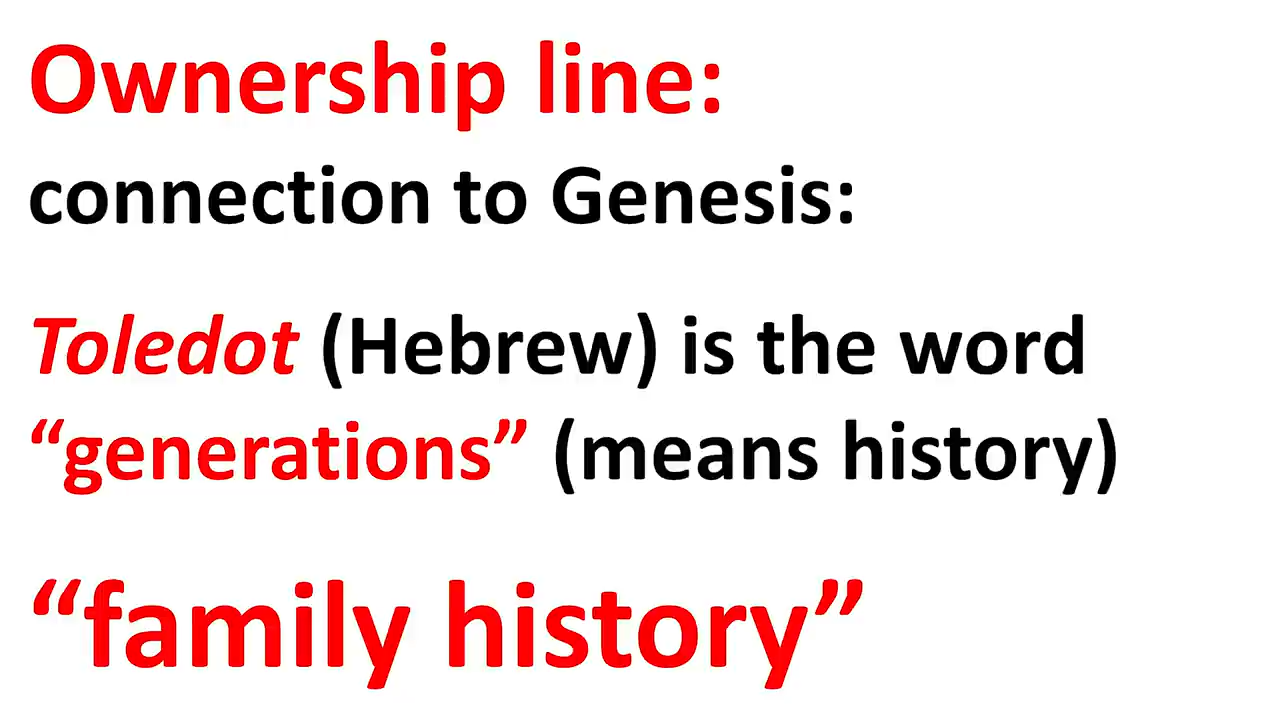 Ownership line:
connection to Genesis:
Toledot (Hebrew) is the word
“generations” (means history)
“family history”